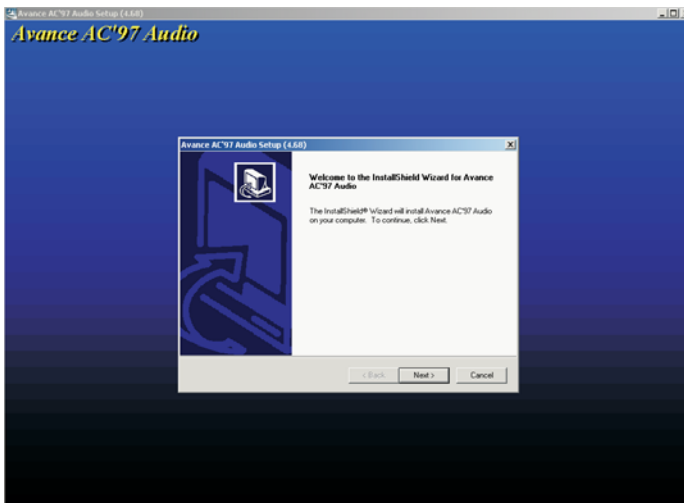 Avance AC'97 Audio Setup (4.68)
Avance AC'97 Audio
Avance AC'97 Audio Setup (4.68)
Welcome to the InstallShield Wizard for Avance
AC'97 Audio
The InstallShield® Wizard will install Avance AC'97 Audio
on your computer. To continue, click Next.
< Back
Next >
Cancel